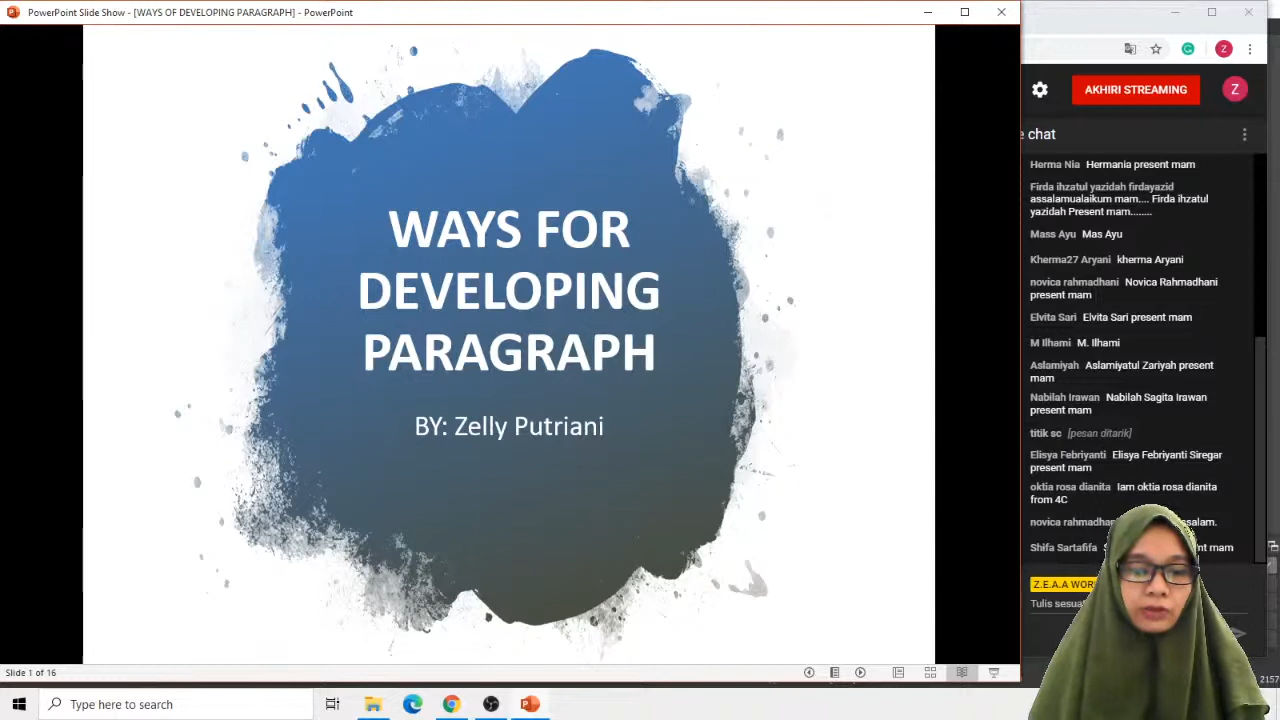 PowerPoint Slide Show - [WAYS OF DEVELOPING PARAGRAPH] - PowerPoint
WAYS FOR
DEVELOPING
PARAGRAPH
BY: Zelly Putriani
Slide 1 of 16
Type here to search
Z
AKHIRI STREAMING
Z
chat
Herma Nia Hermania present mam
Firda ihzatul yazidah firdayazid
assalamualaikum mam.... Firda ihzatul
yazidah Present mam........
Mass Ayu Mas Ayu
Kherma27 Aryani kherma Aryani
novica rahmadhani Novica Rahmadhani
present mam
Elvita Sari Elvita Sari present mam
M Ilhami M. Ilhami
Aslamiyah Aslamiyatul Zariyah present
mam
Nabilah Irawan Nabilah Sagita Irawan
present mam
titik sc [pesan ditarik]
Elisya Febriyanti Elisya Febriyanti Siregar
present mam
oktia rosa dianita Iam oktia rosa dianita
from 4C
novica
Shifa Sartafifa mam
Z.E.A.A
Tulis
2157